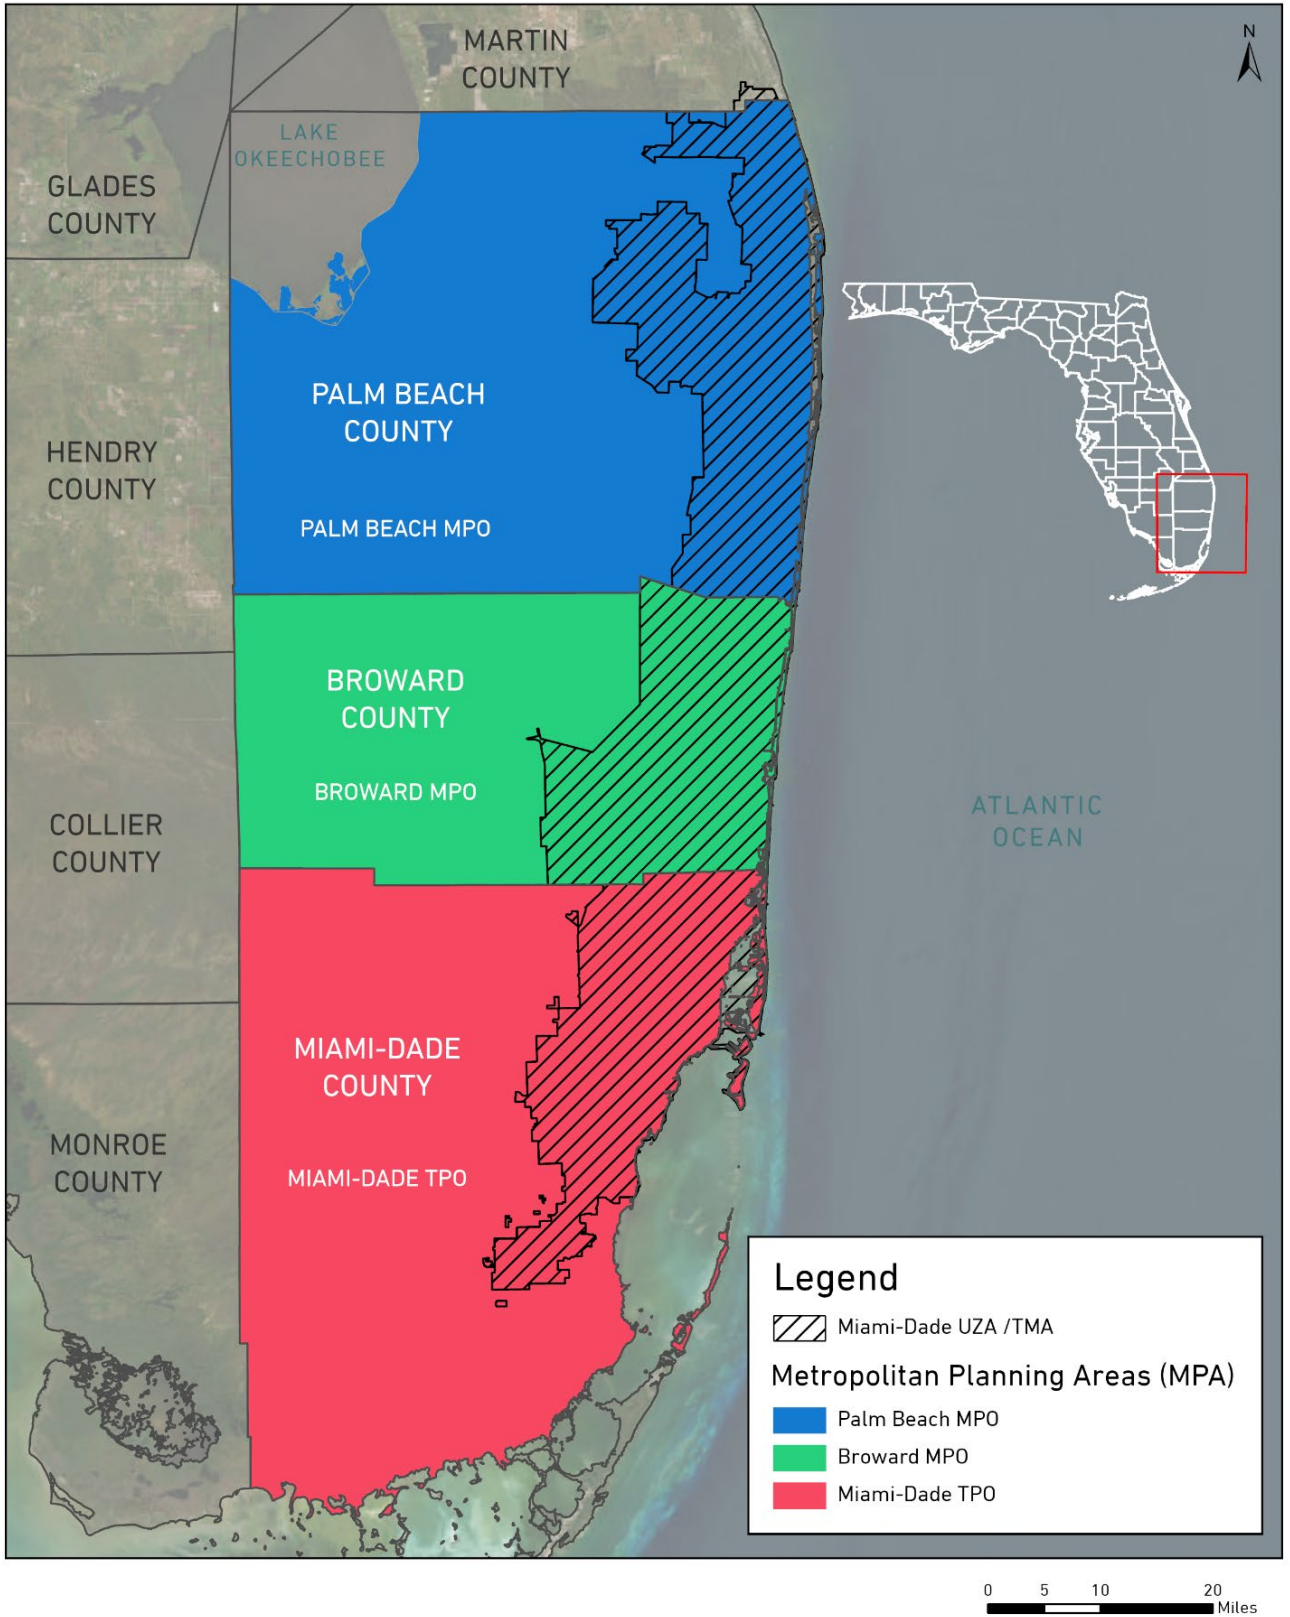 MARTIN
COUNTY
N
LAKE
OKEECHOBEE
GLADES
COUNTY
PALM BEACH
COUNTY
HENDRY
COUNTY
PALM BEACH MPO
BROWARD
COUNTY
BROWARD MPO
ATLANTIC
OCEAN
COLLIER
COUNTY
MIAMI-DADE
COUNTY
MONROE
COUNTY
MIAMI-DADE TPO
Legend
Miami-Dade UZA /TMA
Metropolitan Planning Areas (MPA)
Palm Beach MPO
Broward MPO
Miami-Dade TPO
0 5 10 20
Miles